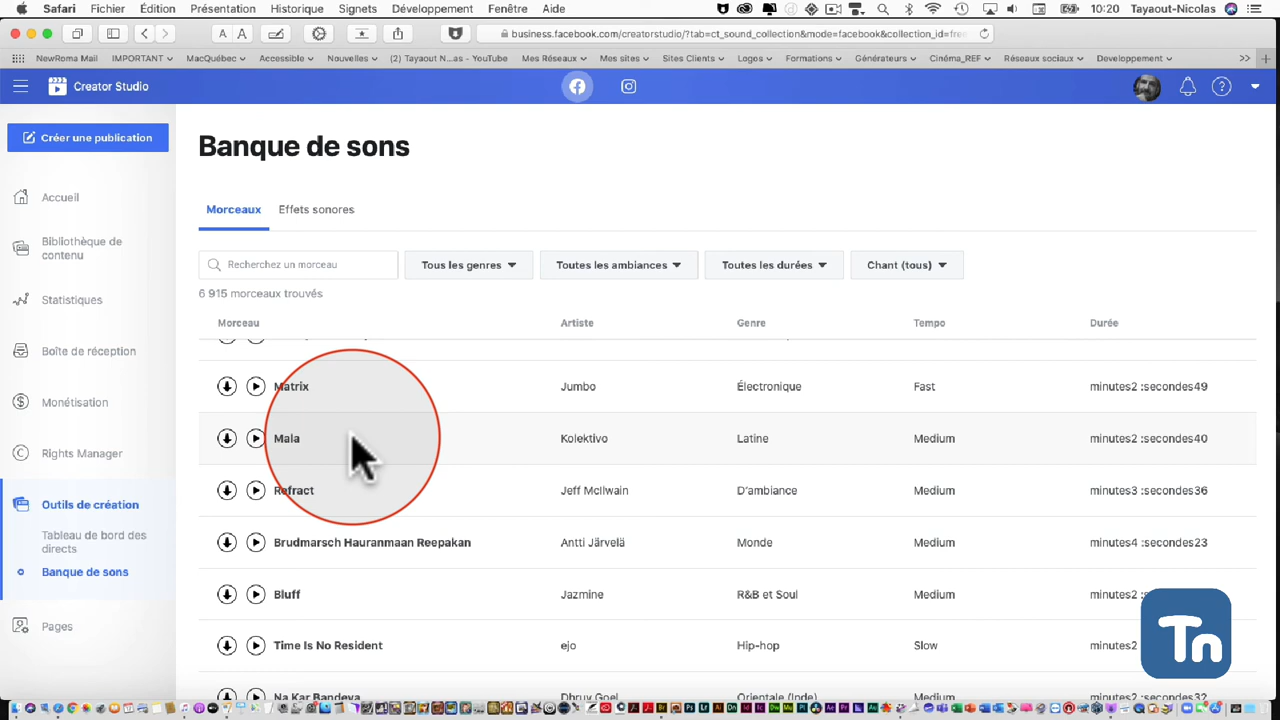 Safari Fichier Édition Présentation Historique Signets Développement Fenêtre Aide 10:20 Tayaout-Nicolas
A A business.facebook.com/creatorstudio/?tab=ct_sound_collection&mode=facebook&collection_id=free
NewRoma Mail IMPORTANT MacQuébec Accessible Nouvelles (2) Tayaout N...as - YouTube Mes Réseaux Mes sites Sites Clients Logos Formations Générateurs Cinéma_REF Réseaux sociaux Developpement
Creator Studio
Créer une publication
Accueil
Bibliothèque de
contenu
Statistiques
Boîte de réception
Monétisation
Rights Manager
Outils de création
Tableau de bord des
directs
Banque de sons
Pages
Banque de sons
Morceaux Effets sonores
Recherchez un morceau Tous les genres Toutes les ambiances Toutes les durées Chant (tous)
6 915 morceaux trouvés
Morceau Artiste Genre Tempo Durée
Matrix Jumbo Électronique Fast minutes2 :secondes49
Mala Kolektivo Latine Medium minutes2 :secondes40
Refract Jeff McIlwain D'ambiance Medium minutes3 :secondes36
Brudmarsch Hauranmaan Reepakan Antti Järvelä Monde Medium minutes4 :secondes23
Bluff Jazmine R&B et Soul Medium minutes2
Time Is No Resident ejo Hip-hop Slow minutes2
Na Kar Bandeya Dhruv Goel Orientale (Inde) Medium minutes2 :secondes32
Tn